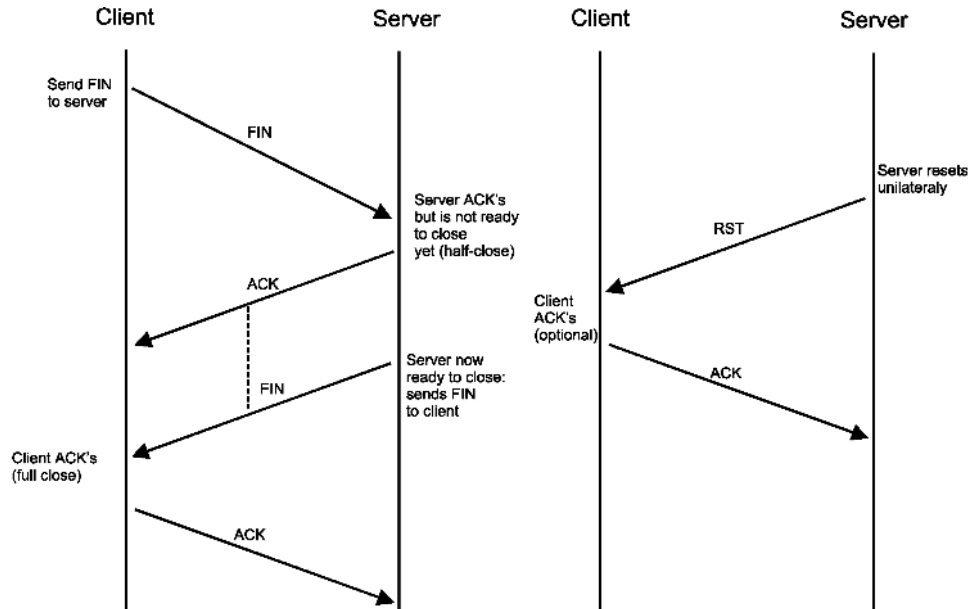 Client
Server
Send FIN
to server
FIN
Server ACK's
but is not ready
to close
yet (half-close)
ACK
Server now
ready to close:
sends FIN
to client
FIN
Client ACK's
(full close)
ACK
Client
Server
Server resets
unilateraly
RST
Client
ACK's
(optional)
ACK